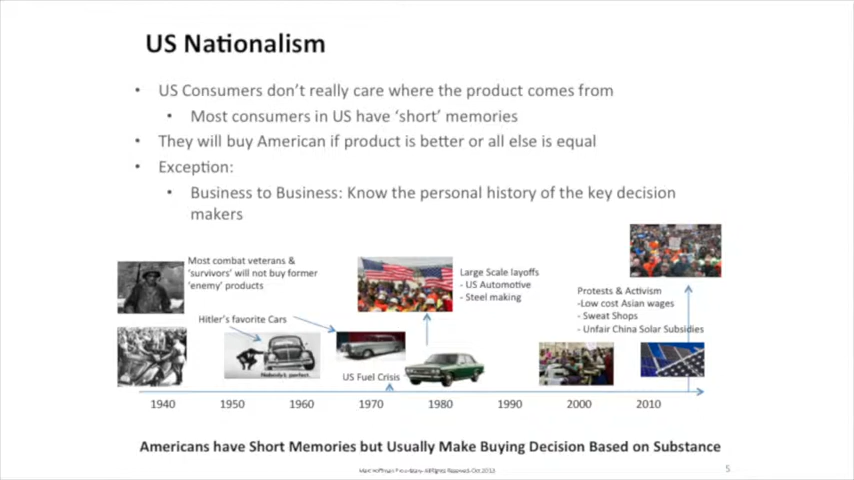 US Nationalism
• US Consumers don't really care where the product comes from
• Most consumers in US have 'short' memories
• They will buy American if product is better or all else is equal
• Exception:
• Business to Business: Know the personal history of the key decision
makers
Most combat veterans &
'survivors' will not buy former
'enemy' products
Hitler's favorite Cars
Nobody's perfect.
US Fuel Crisis
Large Scale layoffs
- US Automotive
- Steel making
Protests & Activism
-Low cost Asian wages
- Sweat Shops
- Unfair China Solar Subsidies
1940 1950 1960 1970 1980 1990 2000 2010
Americans have Short Memories but Usually Make Buying Decision Based on Substance
5